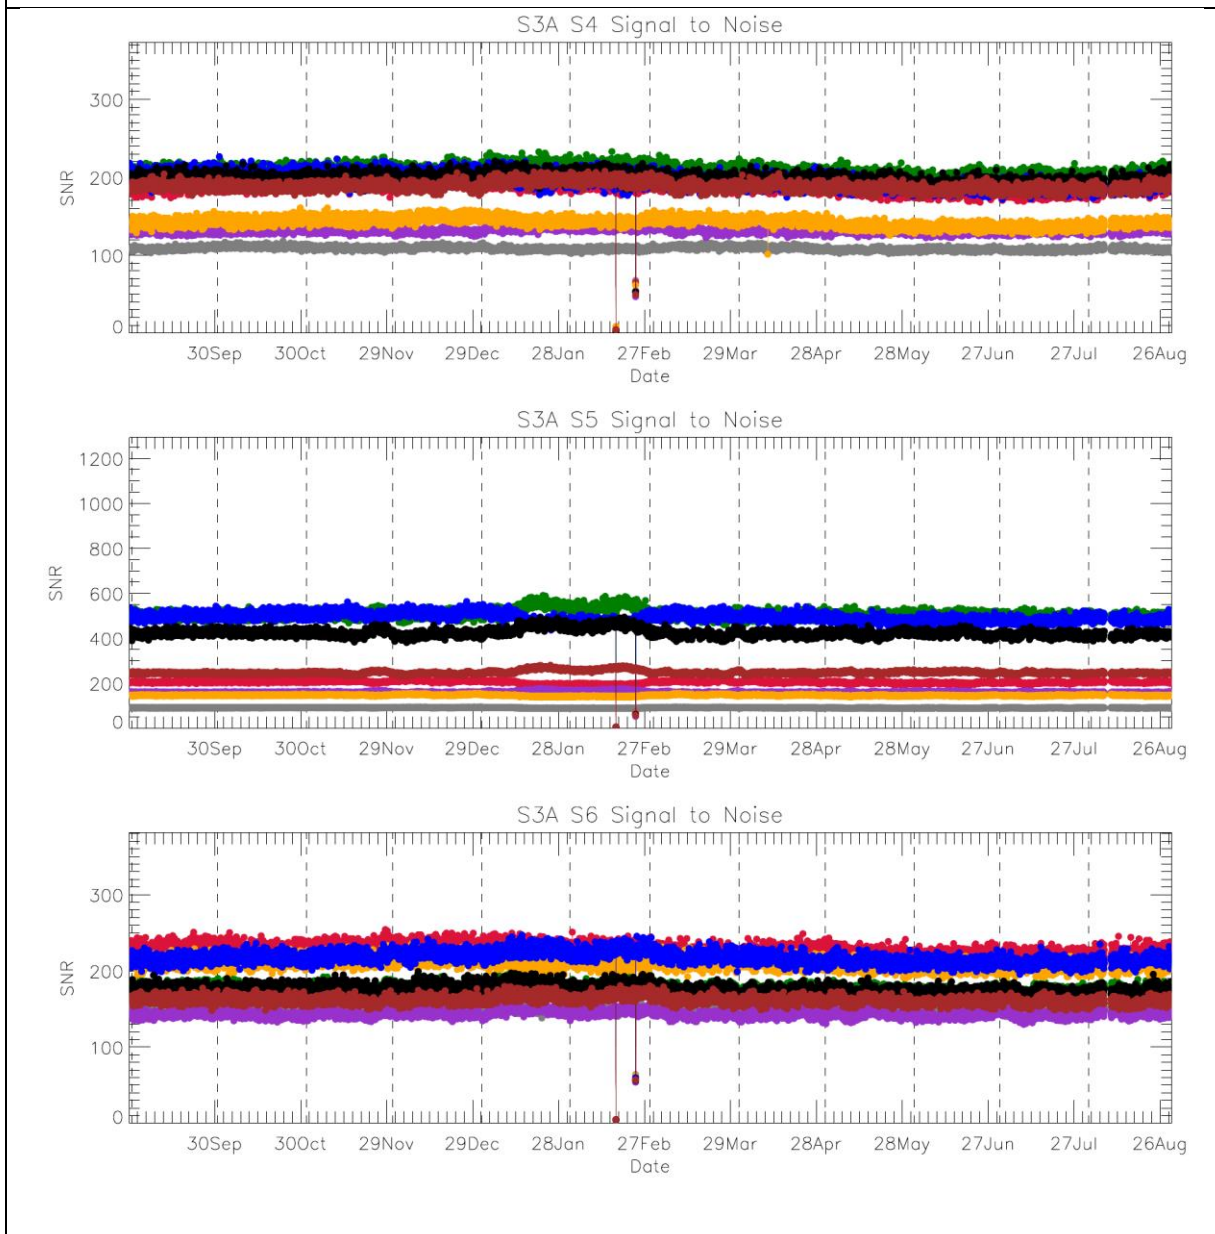 S3A S4 Signal to Noise
300
200
100
0
SNR
30Sep 30Oct 29Nov 29Dec 28Jan 27Feb 29Mar 28Apr 28May 27Jun 27Jul 26Aug
Date
S3A S5 Signal to Noise
1200
1000
800
600
400
200
0
SNR
30Sep 30Oct 29Nov 29Dec 28Jan 27Feb 29Mar 28Apr 28May 27Jun 27Jul 26Aug
Date
S3A S6 Signal to Noise
300
200
100
0
SNR
30Sep 30Oct 29Nov 29Dec 28Jan 27Feb 29Mar 28Apr 28May 27Jun 27Jul 26Aug
Date